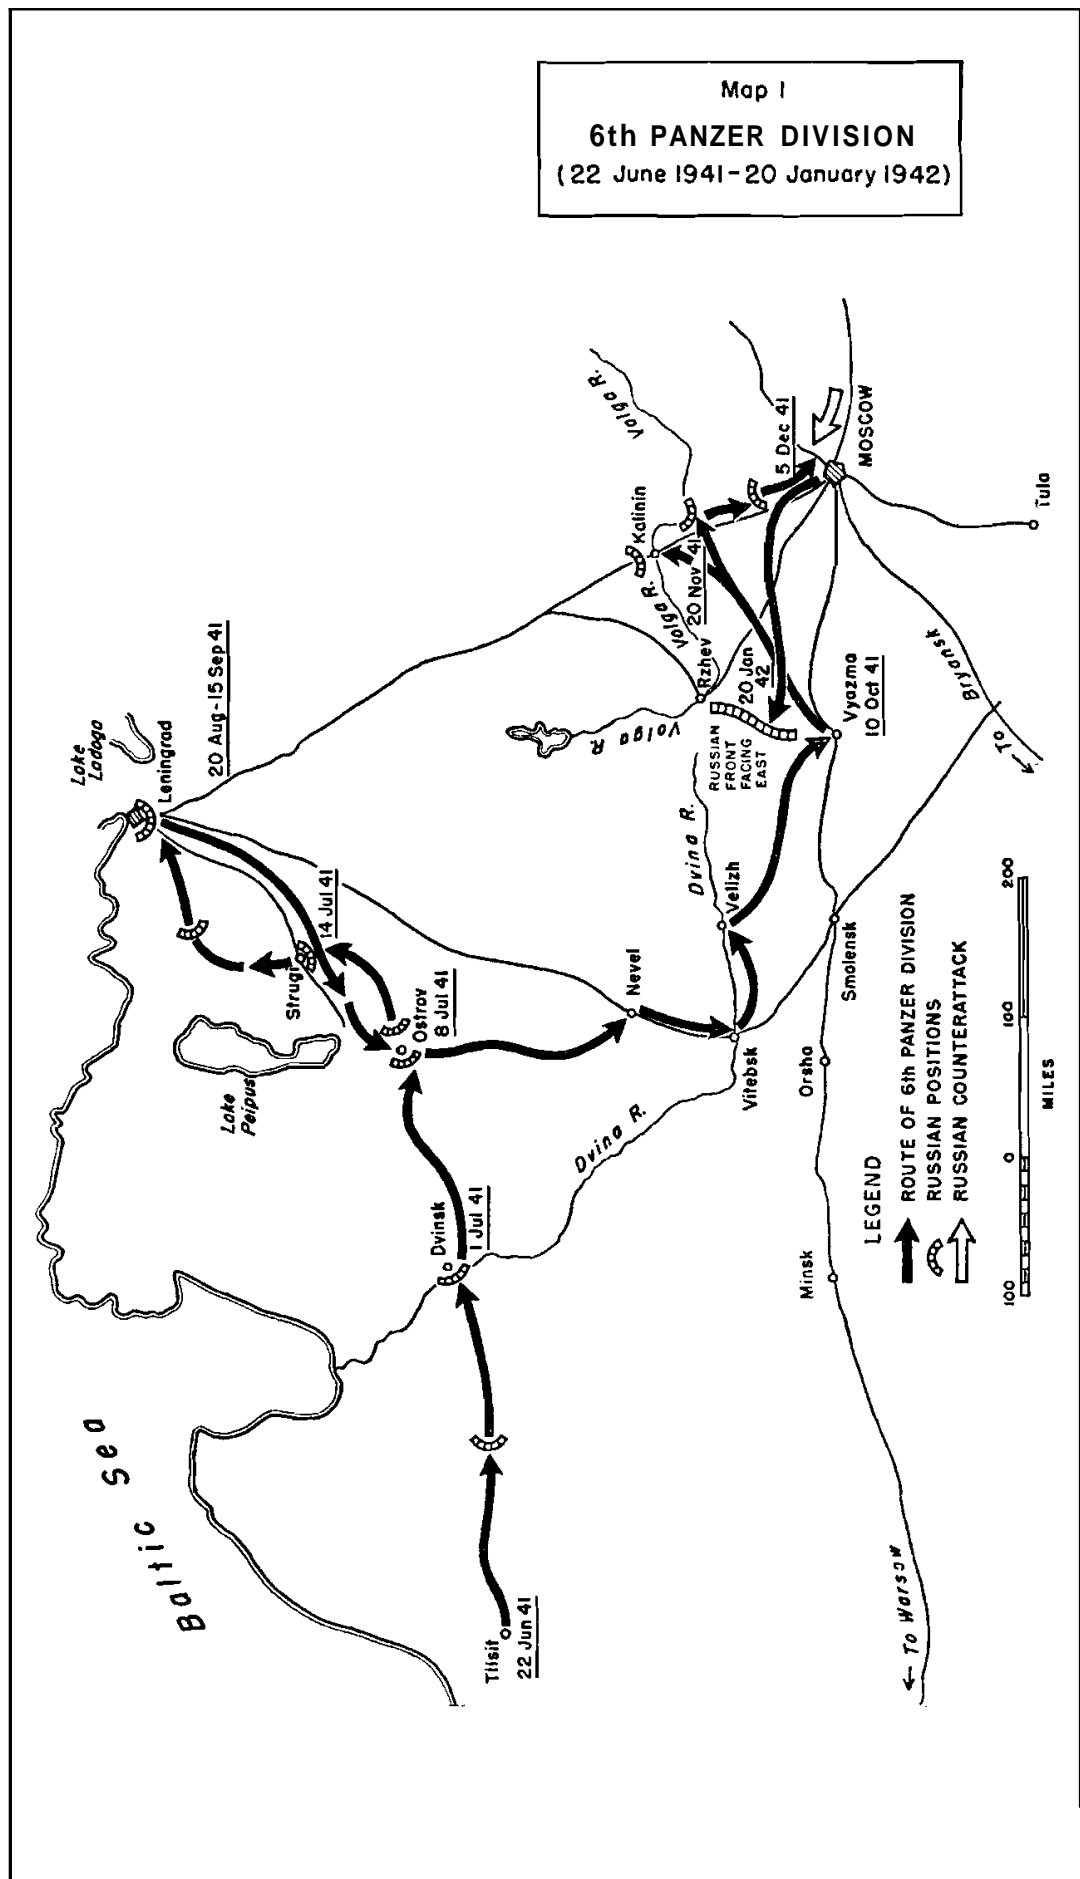 Map 1
6th PANZER DIVISION
(22 June 1941-20 January 1942)
Baltic Sea
Lake
Ladoga
Leningrad
20 Aug-15 Sep 41
14 Jul 41
Strugi
Lake
Peipus
Ostrov
8 Jul 41
Dvinsk
1 Jul 41
Tilsit
22 Jun 41
Dvina R.
Nevel
Vitebsk
Velizh
Dvina R.
Volga
R.
Rzhev
Volga R.
Kalinin
Volga R.
20 Nov 41
5 Dec 41
MOSCOW
Tula
20 Jan
42
RUSSIAN
FRONT
FACING
EAST
Vyazma
10 Oct 41
Bryansk
← To
Smolensk
Orsha
Minsk
← To Warsaw
LEGEND
ROUTE OF 6th PANZER DIVISION
RUSSIAN POSITIONS
RUSSIAN COUNTERATTACK
100 0 100 200
MILES